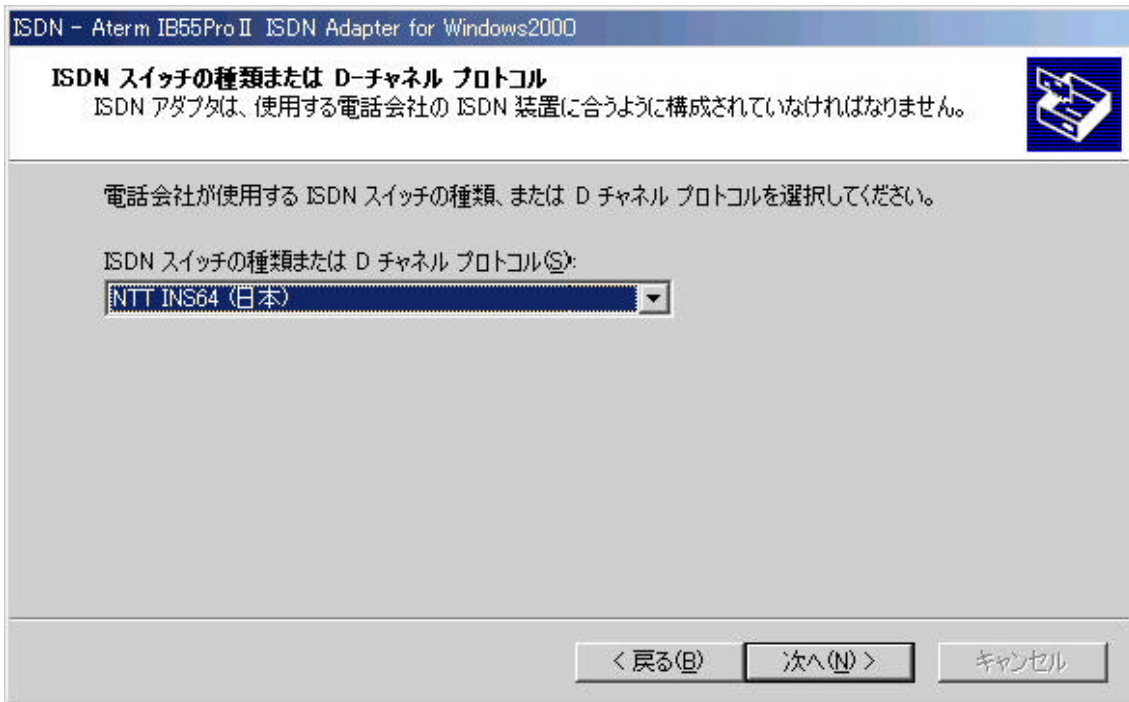 ISDN - Aterm IB55ProⅡ ISDN Adapter for Windows2000
ISDN スイッチの種類または D-チャネル プロトコル
ISDN アダプタは、使用する電話会社の ISDN 装置に合うように構成されていなければなりません。
電話会社が使用する ISDN スイッチの種類、または D チャネル プロトコルを選択してください。
ISDN スイッチの種類または D チャネル プロトコル(S):
NTT INS64 (日本)
< 戻る(B) 次へ(N) > キャンセル